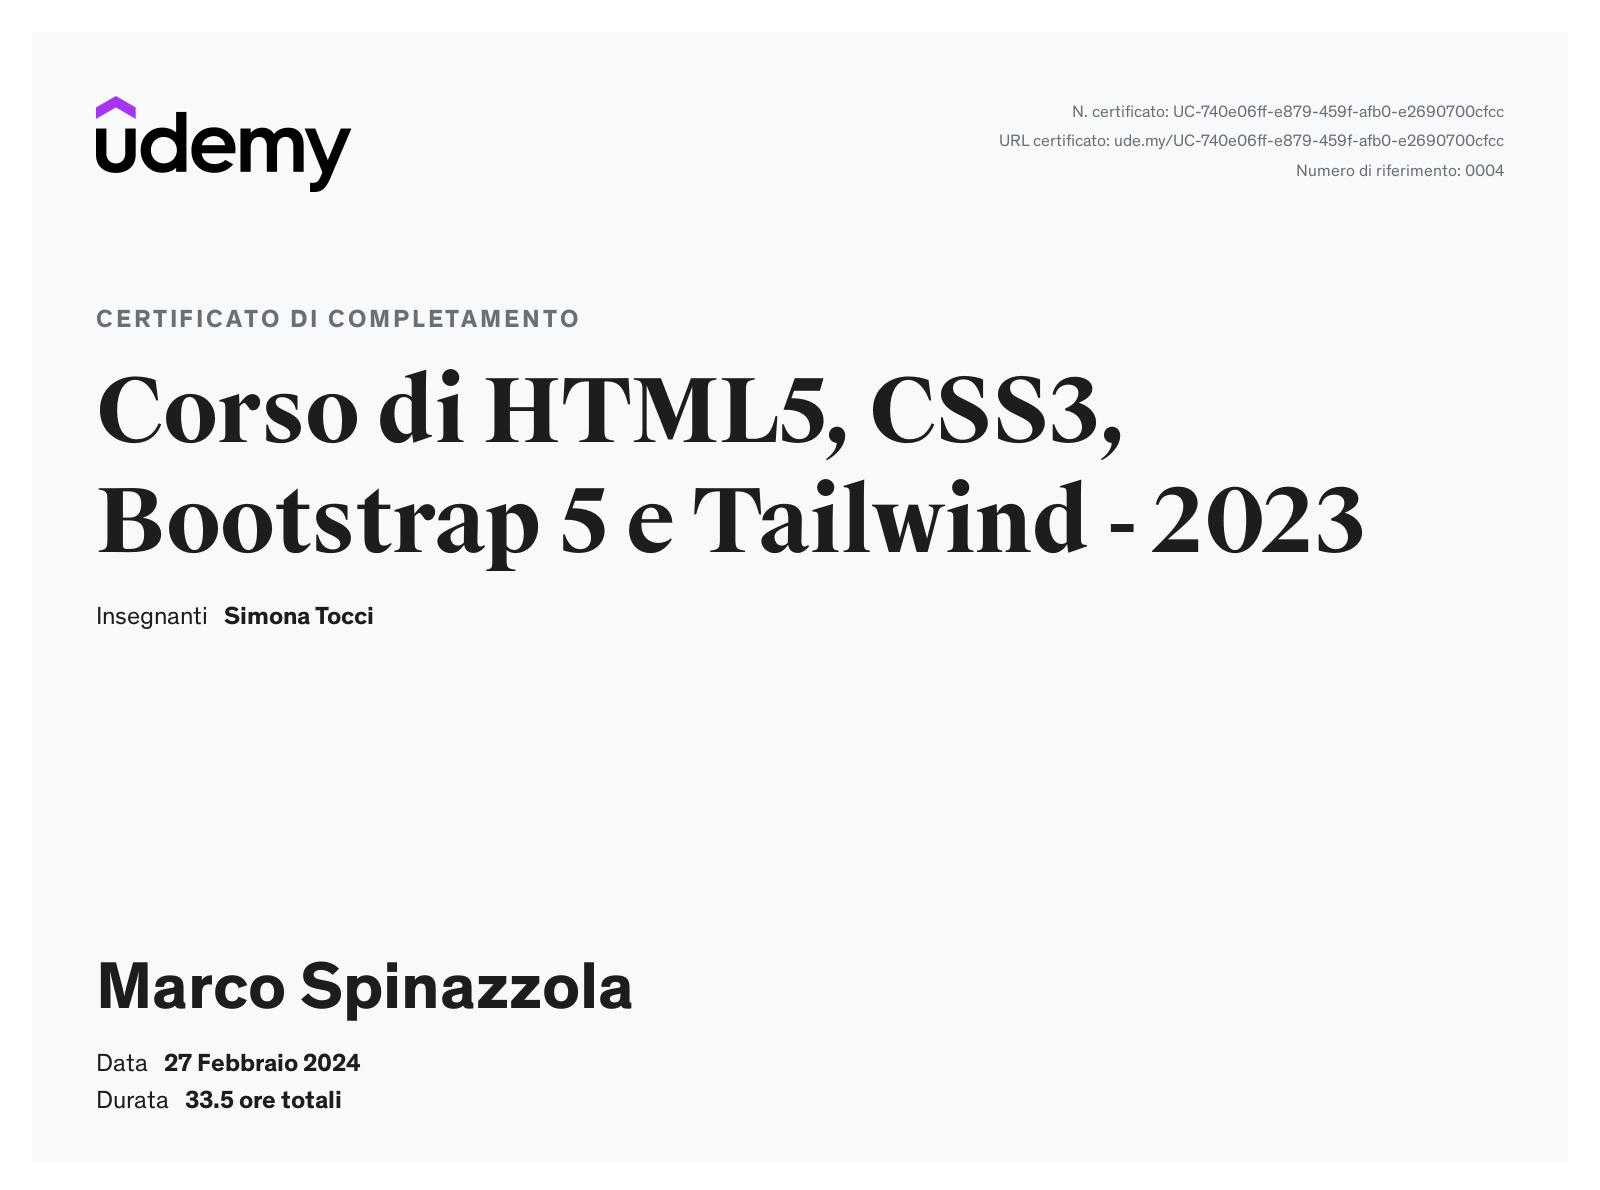 udemy
N. certificato: UC-740e06ff-e879-459f-afb0-e2690700cfcc
URL certificato: ude.my/UC-740e06ff-e879-459f-afb0-e2690700cfcc
Numero di riferimento: 0004
CERTIFICATO DI COMPLETAMENTO
Corso di HTML5, CSS3,
Bootstrap 5 e Tailwind - 2023
Insegnanti Simona Tocci
Marco Spinazzola
Data 27 Febbraio 2024
Durata 33.5 ore totali